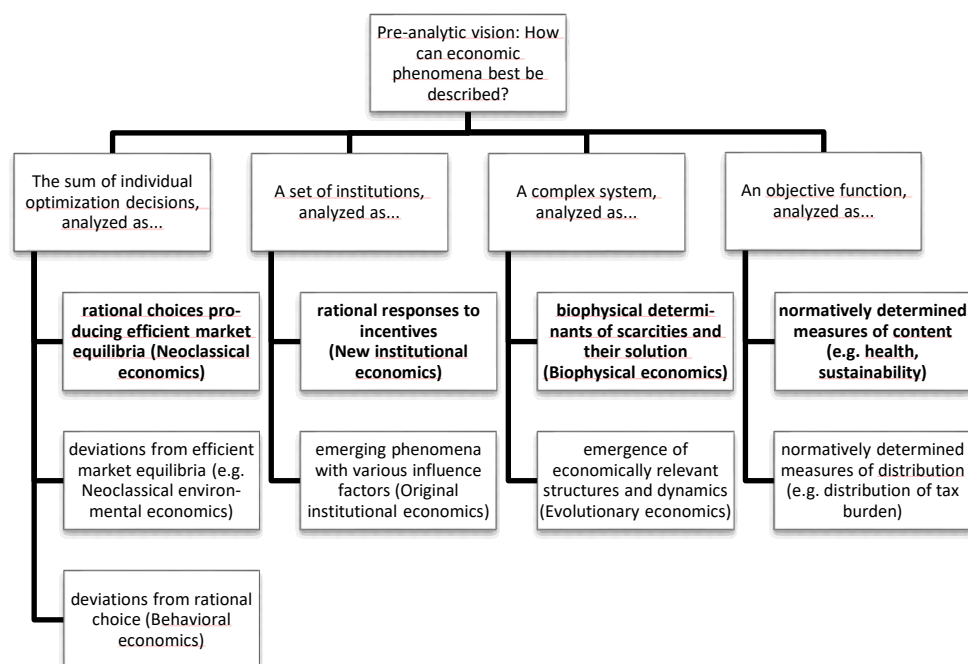 Pre-analytic vision: How
can economic
phenomena best be
described?
The sum of individual
optimization decisions,
analyzed as...
A set of institutions,
analyzed as...
A complex system,
analyzed as...
An objective function,
analyzed as...
rational choices pro-
ducing efficient market
equilibria (Neoclassical
economics)
rational responses to
incentives
(New institutional
economics)
biophysical determi-
nants of scarcities and
their solution
(Biophysical economics)
normatively determined
measures of content
(e.g. health,
sustainability)
deviations from efficient
market equilibria (e.g.
Neoclassical environ-
mental economics)
emerging phenomena
with various influence
factors (Original
institutional economics)
emergence of
economically relevant
structures and dynamics
(Evolutionary economics)
normatively determined
measures of distribution
(e.g. distribution of tax
burden)
deviations from rational
choice (Behavioral
economics)